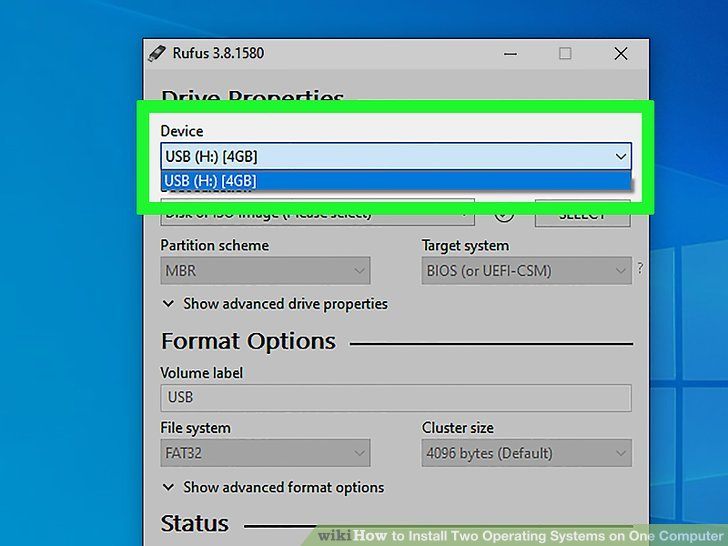 Rufus 3.8.1580
Drive Properties
Device
USB (H:) [4GB]
USB (H:) [4GB]
Disk or ISO image (Please select)
SELECT
Partition scheme
Target system
MBR
BIOS (or UEFI-CSM)
?
Show advanced drive properties
Format Options
Volume label
USB
File system
Cluster size
FAT32
4096 bytes (Default)
Show advanced format options
Status
wikiHow to Install Two Operating Systems on One Computer